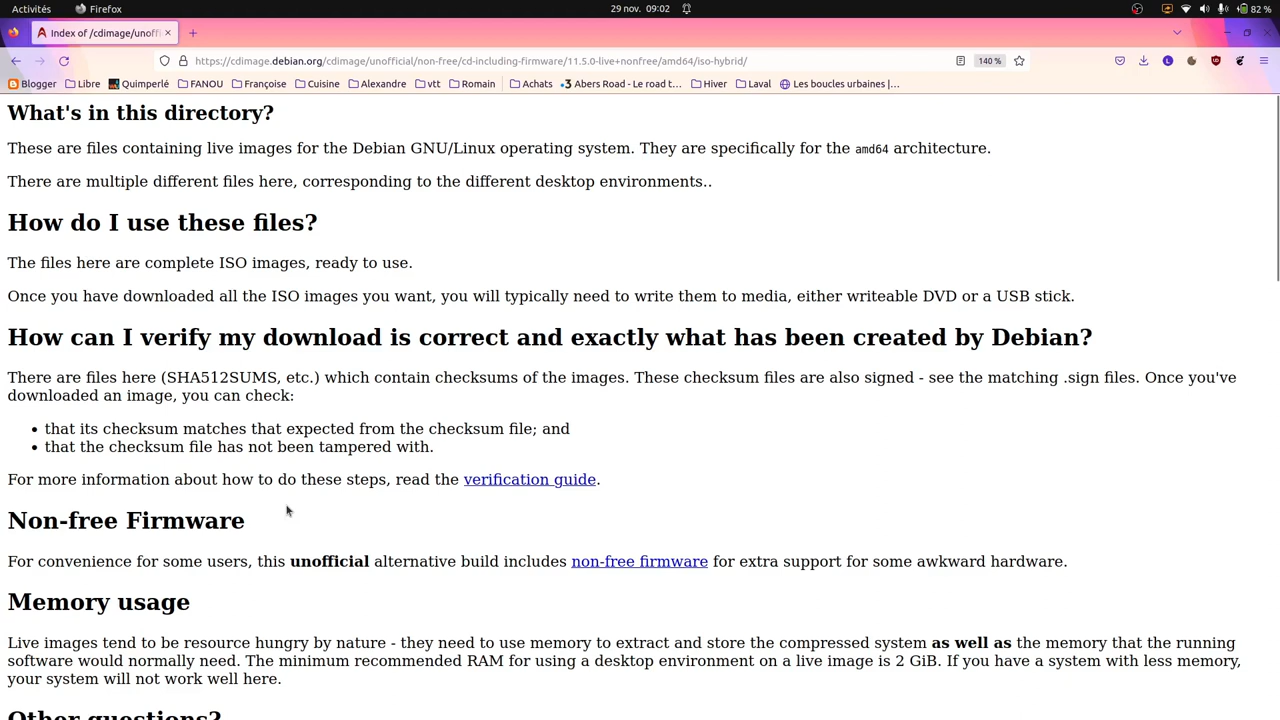 Activités Firefox 29 nov. 09:02 82 %
Index of /cdimage/unoff
https://cdimage.debian.org/cdimage/unofficial/non-free/cd-including-firmware/11.5.0-live+nonfree/amd64/iso-hybrid/ 140 %
Blogger Libre Quimperlé FANOU Françoise Cuisine Alexandre vtt Romain Achats Abers Road - Le road t… Hiver Laval Les boucles urbaines |…
What's in this directory?
These are files containing live images for the Debian GNU/Linux operating system. They are specifically for the amd64 architecture.
There are multiple different files here, corresponding to the different desktop environments..
How do I use these files?
The files here are complete ISO images, ready to use.
Once you have downloaded all the ISO images you want, you will typically need to write them to media, either writeable DVD or a USB stick.
How can I verify my download is correct and exactly what has been created by Debian?
There are files here (SHA512SUMS, etc.) which contain checksums of the images. These checksum files are also signed - see the matching .sign files. Once you've
downloaded an image, you can check:
• that its checksum matches that expected from the checksum file; and
• that the checksum file has not been tampered with.
For more information about how to do these steps, read the verification guide.
Non-free Firmware
For convenience for some users, this unofficial alternative build includes non-free firmware for extra support for some awkward hardware.
Memory usage
Live images tend to be resource hungry by nature - they need to use memory to extract and store the compressed system as well as the memory that the running
software would normally need. The minimum recommended RAM for using a desktop environment on a live image is 2 GiB. If you have a system with less memory,
your system will not work well here.
Other questions?